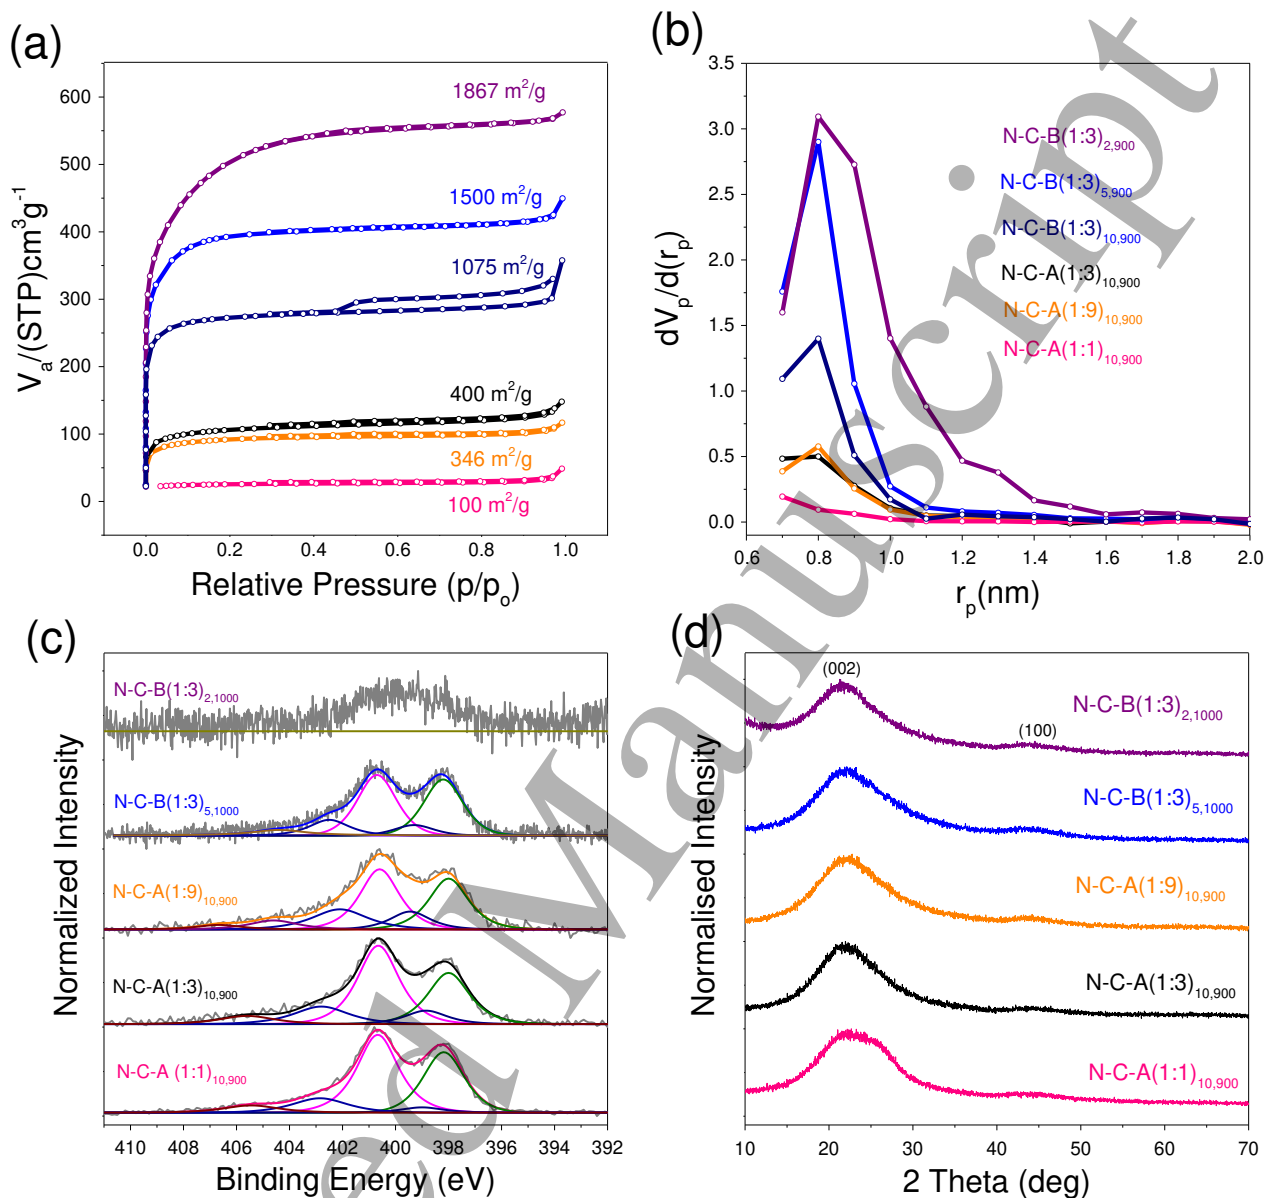 (a)
600
500
400
300
200
100
0
V_a/(STP)cm³g⁻¹
1867 m²/g
1500 m²/g
1075 m²/g
400 m²/g
346 m²/g
100 m²/g
0.0 0.2 0.4 0.6 0.8 1.0
Relative Pressure (p/p_o)
(b)
3.5
3.0
2.5
2.0
1.5
1.0
0.5
0.0
dV_p/d(r_p)
N-C-B(1:3)2,900
N-C-B(1:3)5,900
N-C-B(1:3)10,900
N-C-A(1:3)10,900
N-C-A(1:9)10,900
N-C-A(1:1)10,900
0.6 0.8 1.0 1.2 1.4 1.6 1.8 2.0
r_p(nm)
(c)
Normalized Intensity
N-C-B(1:3)2,1000
N-C-B(1:3)5,1000
N-C-A(1:9)10,900
N-C-A(1:3)10,900
N-C-A (1:1)10,900
410 408 406 404 402 400 398 396 394 392
Binding Energy (eV)
(d)
Normalised Intensity
(002)
(100)
N-C-B(1:3)2,1000
N-C-B(1:3)5,1000
N-C-A(1:9)10,900
N-C-A(1:3)10,900
N-C-A(1:1)10,900
10 20 30 40 50 60 70
2 Theta (deg)
ed Manuscript